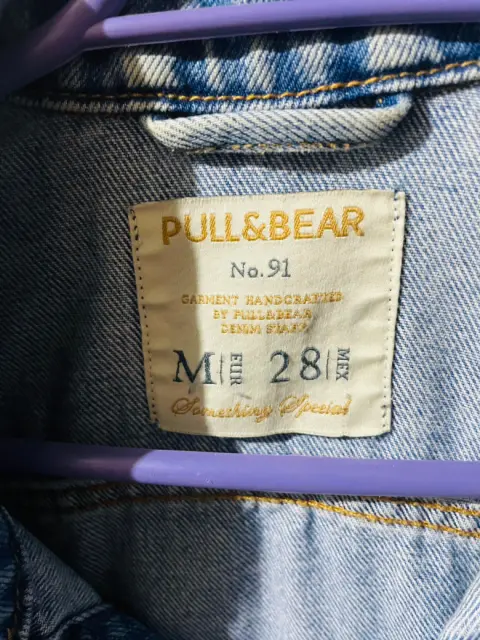 PULL&BEAR
No.91
GARMENT HANDCRAFTED
BY PULL&BEAR
DENIM STAFF
M EUR 28 MEX
Something Special